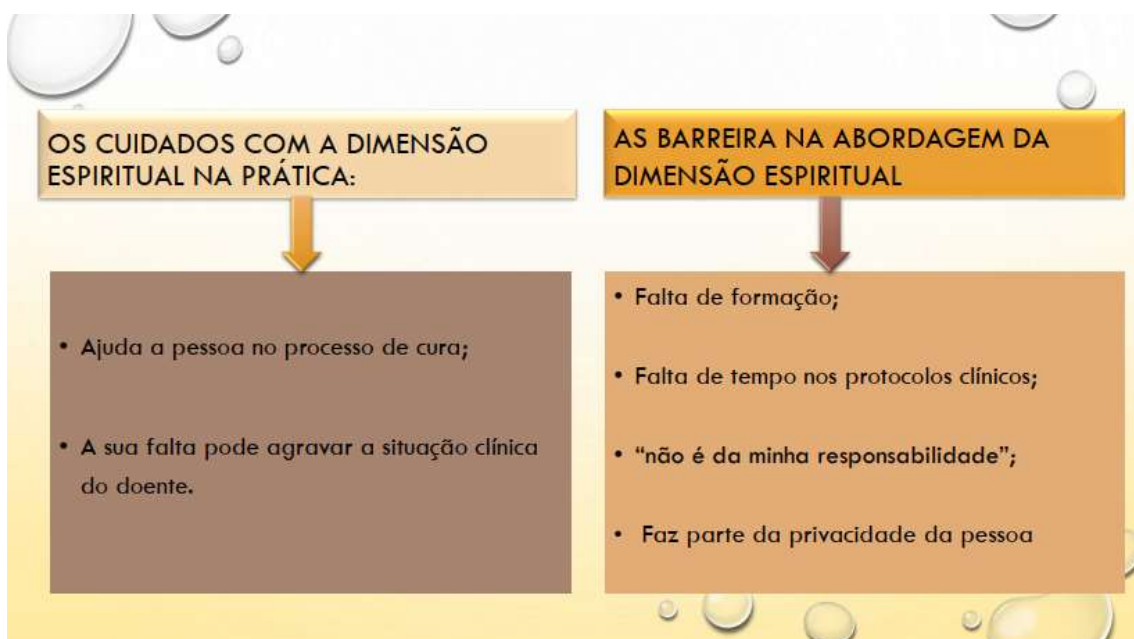 OS CUIDADOS COM A DIMENSÃO
ESPIRITUAL NA PRÁTICA:
• Ajuda a pessoa no processo de cura;
• A sua falta pode agravar a situação clínica
do doente.
AS BARREIRA NA ABORDAGEM DA
DIMENSÃO ESPIRITUAL
• Falta de formação;
• Falta de tempo nos protocolos clínicos;
• “não é da minha responsabilidade”;
• Faz parte da privacidade da pessoa